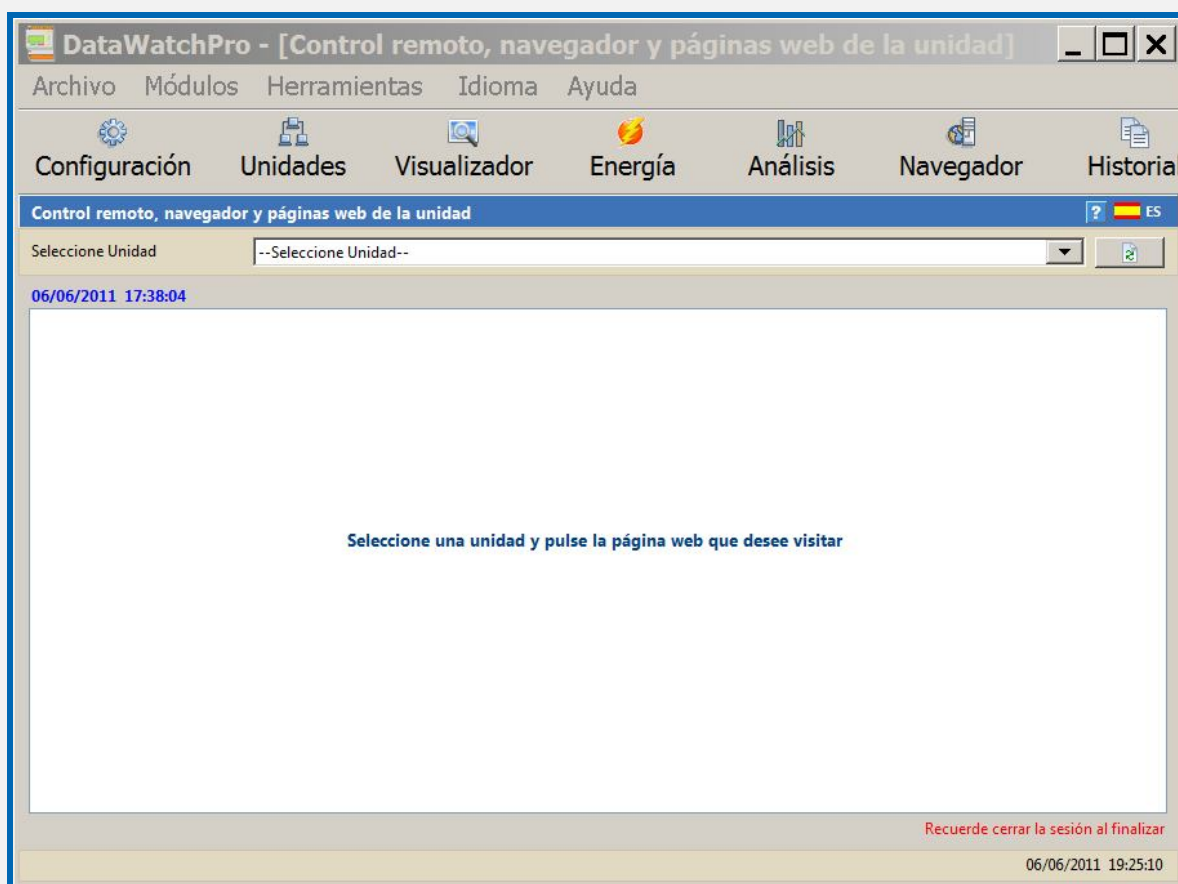 DataWatchPro - [Control remoto, navegador y páginas web de la unidad]
Archivo Módulos Herramientas Idioma Ayuda
Configuración Unidades Visualizador Energía Análisis Navegador Historial
Control remoto, navegador y páginas web de la unidad ? ES
Seleccione Unidad --Seleccione Unidad--
06/06/2011 17:38:04
Seleccione una unidad y pulse la página web que desee visitar
Recuerde cerrar la sesión al finalizar
06/06/2011 19:25:10